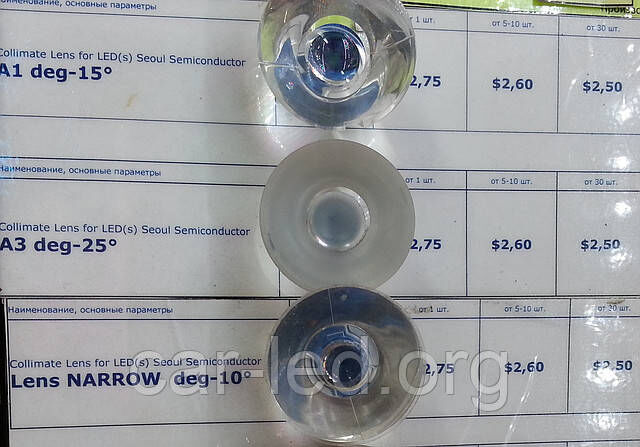 Наименование, основные параметры
от 1 шт.
от 5-10 шт.
от 30 шт.
Collimate Lens for LED(s) Seoul Semiconductor
A1 deg-15°
2,75
$2,60
$2,50
Наименование, основные параметры
от 1 шт.
от 5-10 шт.
от 30 шт.
Collimate Lens for LED(s) Seoul Semiconductor
A3 deg-25°
2,75
$2,60
$2,50
Наименование, основные параметры
от 1 шт.
от 5-10 шт.
от 30 шт.
Collimate Lens for LED(s) Seoul Semiconductor
Lens NARROW deg-10°
2,75
$2,60
$2,50
car-led.org